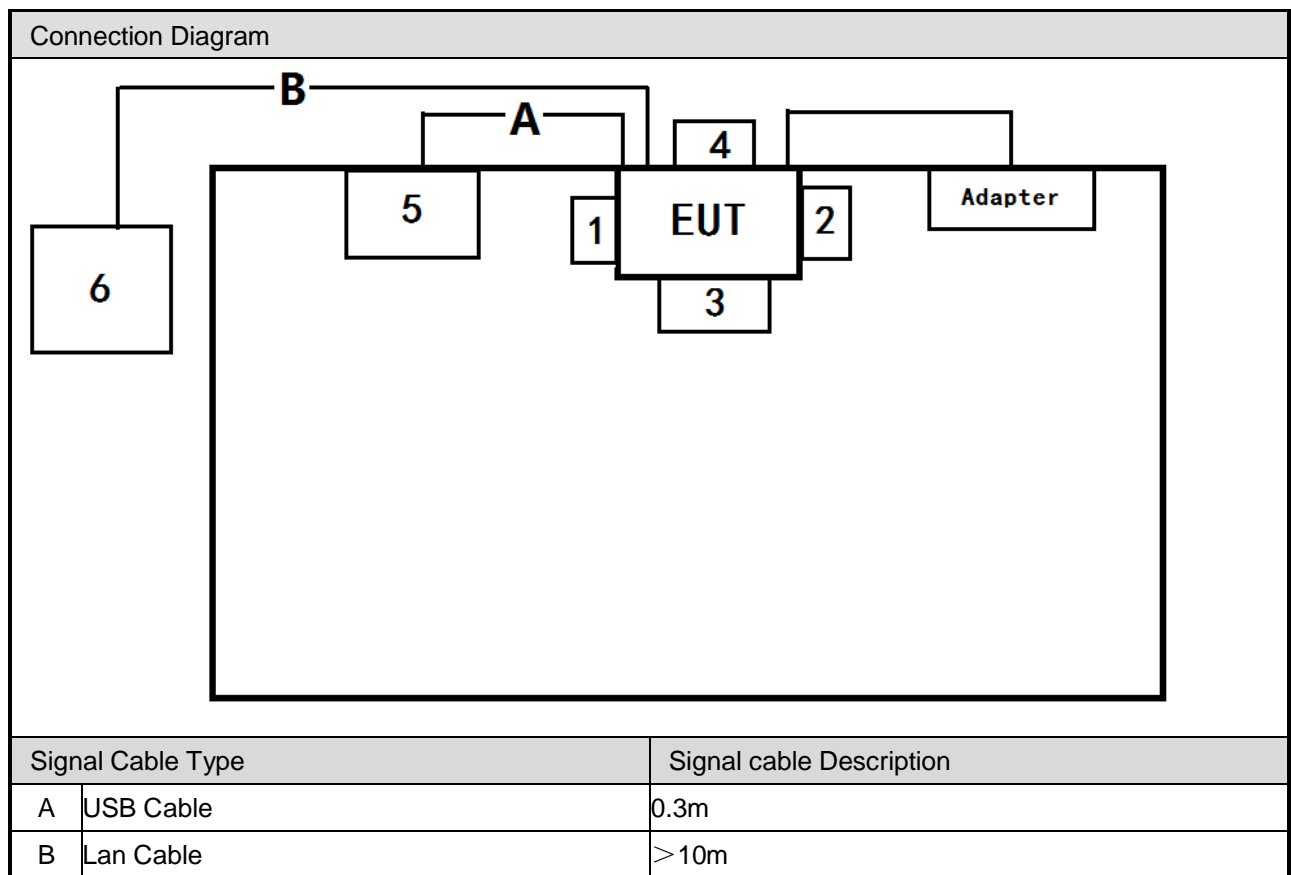 Connection Diagram
B
A
4
5
1
EUT
2
Adapter
6
3
Signal Cable Type Signal cable Description
A USB Cable 0.3m
B Lan Cable >10m